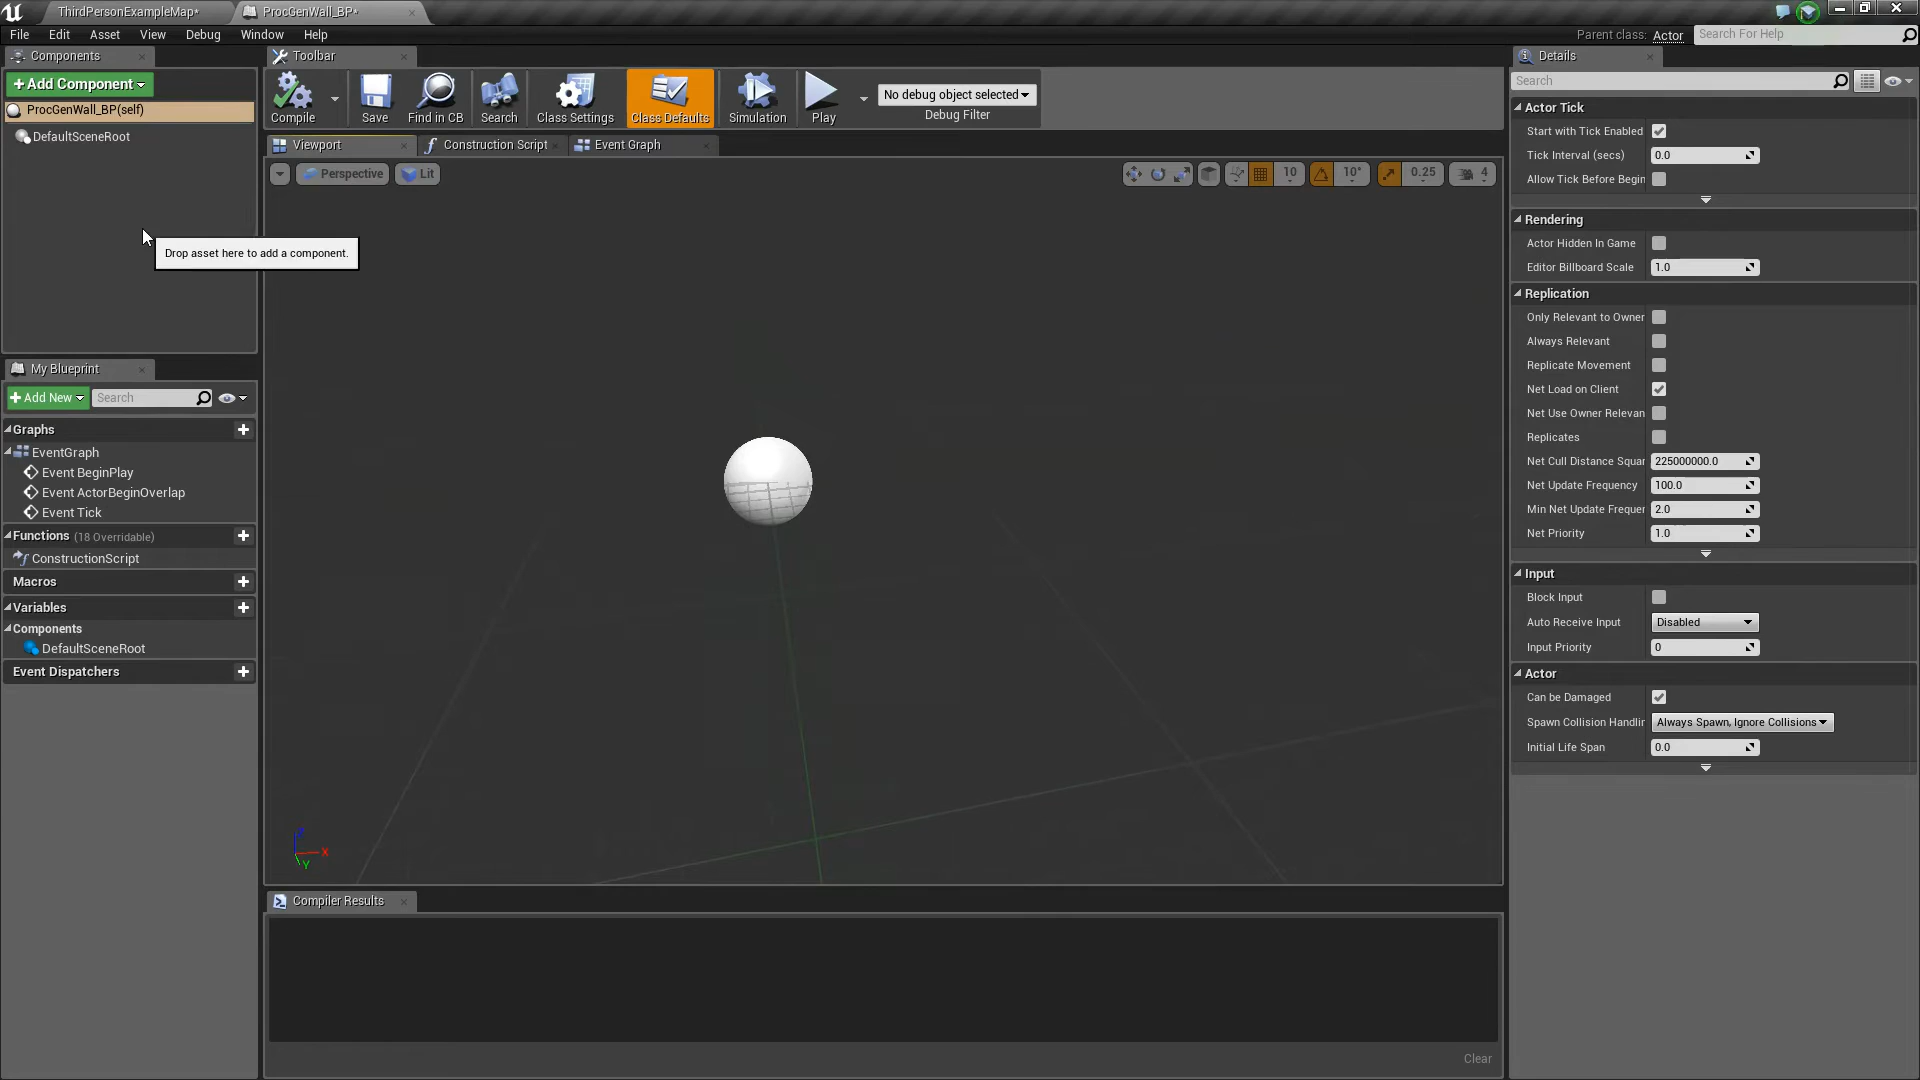 ThirdPersonExampleMap*
ProcGenWall_BP*
File Edit Asset View Debug Window Help
Parent class: Actor
Search For Help
Components
+Add Component
ProcGenWall_BP(self)
DefaultSceneRoot
Drop asset here to add a component.
Toolbar
Compile
Save
Find in CB
Search
Class Settings
Class Defaults
Simulation
Play
No debug object selected
Debug Filter
Viewport
Construction Script
Event Graph
Perspective
Lit
10
10°
0.25
4
Z
X
Y
My Blueprint
+Add New
Search
Graphs
EventGraph
Event BeginPlay
Event ActorBeginOverlap
Event Tick
Functions (18 Overridable)
ConstructionScript
Macros
Variables
Components
DefaultSceneRoot
Event Dispatchers
Compiler Results
Clear
Details
Search
Actor Tick
Start with Tick Enabled
Tick Interval (secs) 0.0
Allow Tick Before Begin
Rendering
Actor Hidden In Game
Editor Billboard Scale 1.0
Replication
Only Relevant to Owner
Always Relevant
Replicate Movement
Net Load on Client
Net Use Owner Relevan
Replicates
Net Cull Distance Squar 225000000.0
Net Update Frequency 100.0
Min Net Update Frequer 2.0
Net Priority 1.0
Input
Block Input
Auto Receive Input Disabled
Input Priority 0
Actor
Can be Damaged
Spawn Collision Handlir Always Spawn, Ignore Collisions
Initial Life Span 0.0